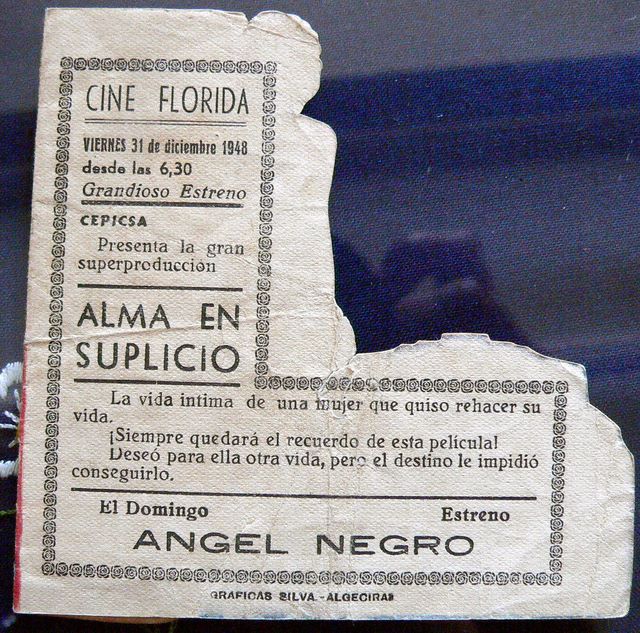 CINE FLORIDA
VIERNES 31 de diciembre 1948
desde las 6,30
Grandioso Estreno
CEPICSA
Presenta la gran
superproducción
ALMA EN
SUPLICIO
La vida intima de una mujer que quiso rehacer su
vida.
¡Siempre quedará el recuerdo de esta película!
Deseó para ella otra vida, pero el destino le impidió
conseguirlo.
El Domingo Estreno
ANGEL NEGRO
GRAFICAS SILVA.-ALGECIRAS